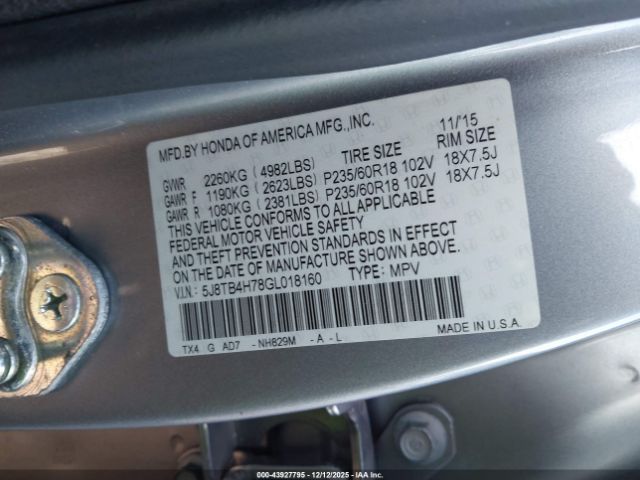 MFD.BY HONDA OF AMERICA MFG.,INC. 11/'15
GVWR 2260KG (4982LBS) TIRE SIZE RIM SIZE
GAWR F 1190KG (2623LBS) P235/60R18 102V 18X7.5J
GAWR R 1080KG (2381LBS) P235/60R18 102V 18X7.5J
THIS VEHICLE CONFORMS TO ALL APPLICABLE
FEDERAL MOTOR VEHICLE SAFETY, BUMPER,
AND THEFT PREVENTION STANDARDS IN EFFECT
ON THE DATE OF MANUFACTURE SHOWN ABOVE.
V.I.N.: 5J8TB4H78GL018160 TYPE: MPV
TX4 G AD7 -NH829M -A-L MADE IN U.S.A.
000-43927795 - 12/12/2025 - IAAI.com